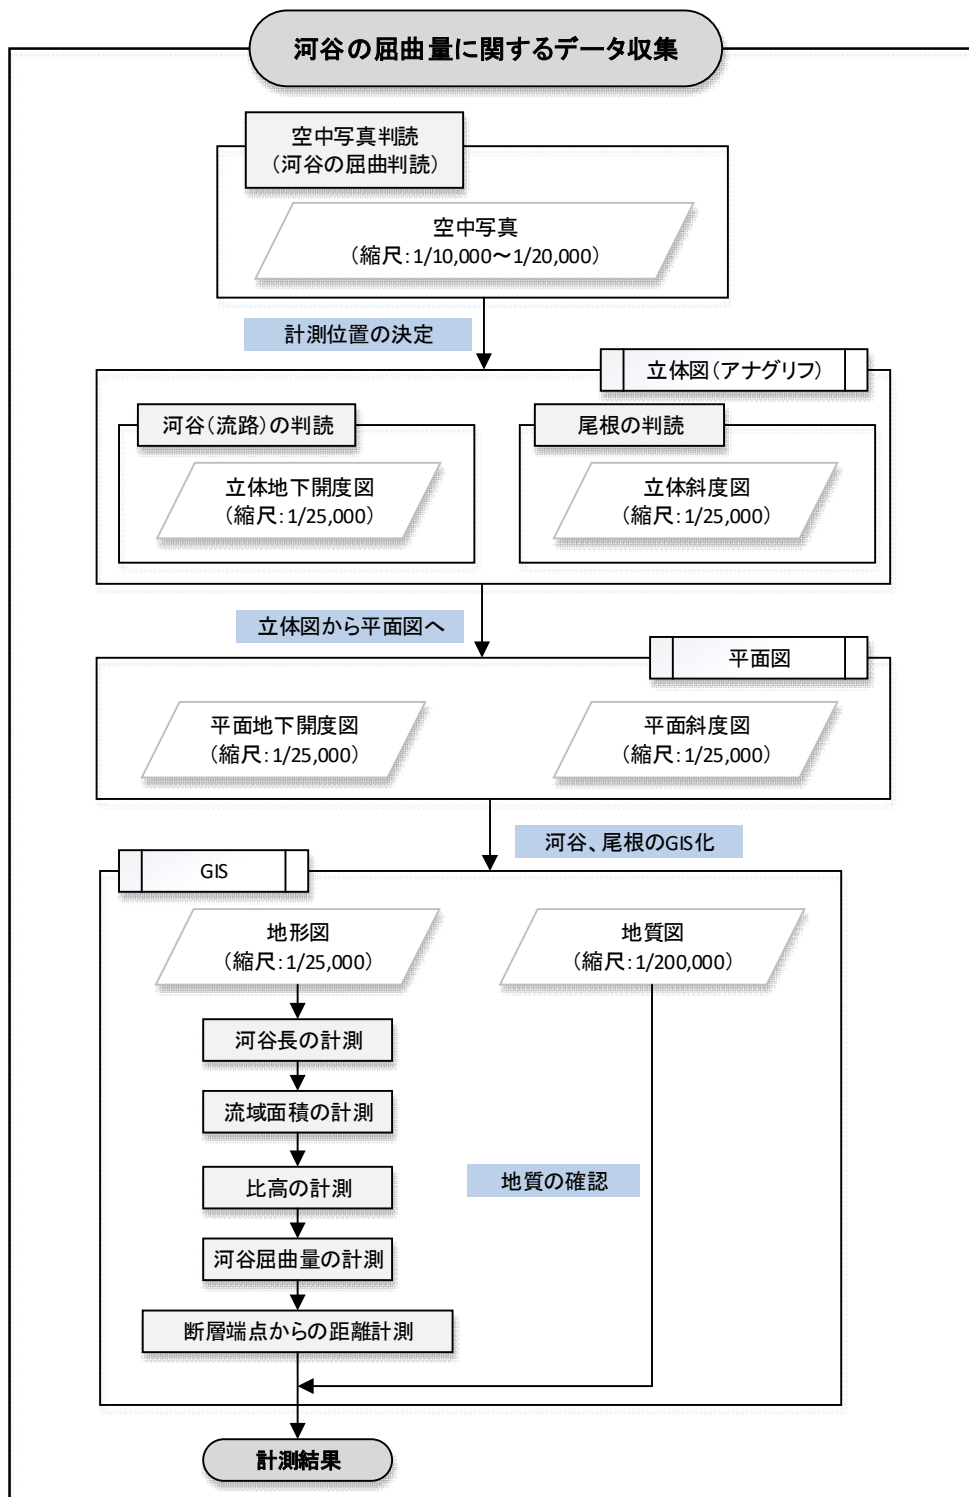 河谷の屈曲量に関するデータ収集
空中写真判読
（河谷の屈曲判読）
空中写真
（縮尺：1/10,000～1/20,000）
計測位置の決定
立体図（アナグリフ）
河谷（流路）の判読
尾根の判読
立体地下開度図
（縮尺：1/25,000）
立体斜度図
（縮尺：1/25,000）
立体図から平面図へ
平面図
平面地下開度図
（縮尺：1/25,000）
平面斜度図
（縮尺：1/25,000）
河谷、尾根のGIS化
GIS
地形図
（縮尺：1/25,000）
地質図
（縮尺：1/200,000）
河谷長の計測
流域面積の計測
比高の計測
地質の確認
河谷屈曲量の計測
断層端点からの距離計測
計測結果